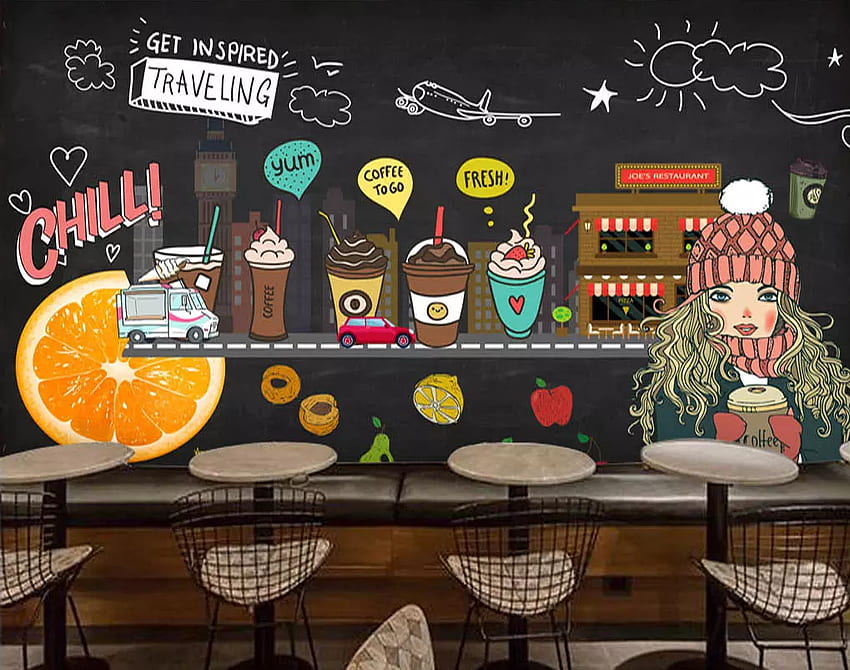 GET INSPIRED
TRAVELING
CHILL!
yum
COFFEE
TO GO
FRESH!
JOE'S RESTAURANT
PIZZA
COFFEE
coffee